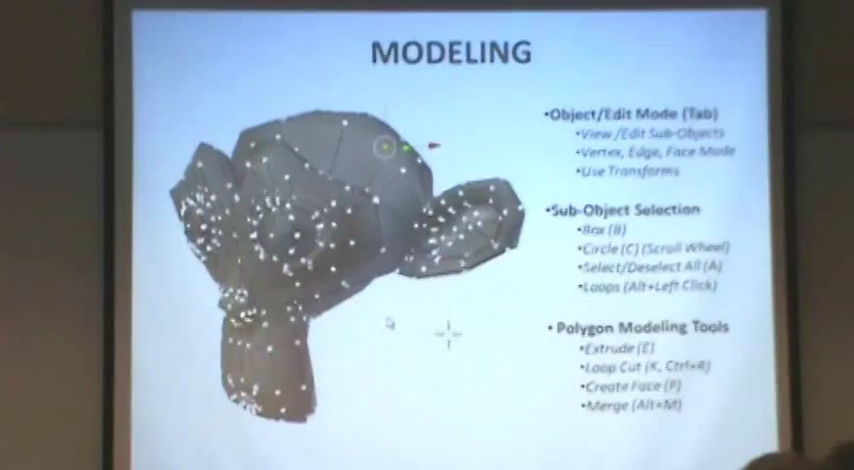 MODELING
•Object/Edit Mode (Tab)
•View/Edit Sub-Objects
•Vertex, Edge, Face Mode
•Use Transforms
•Sub-Object Selection
•Box (B)
•Circle (C) (Scroll Wheel)
•Select/Deselect All (A)
•Loops (Alt+Left Click)
•Polygon Modeling Tools
•Extrude (E)
•Loop Cut (K, Ctrl+R)
•Create Face (F)
•Merge (Alt+M)